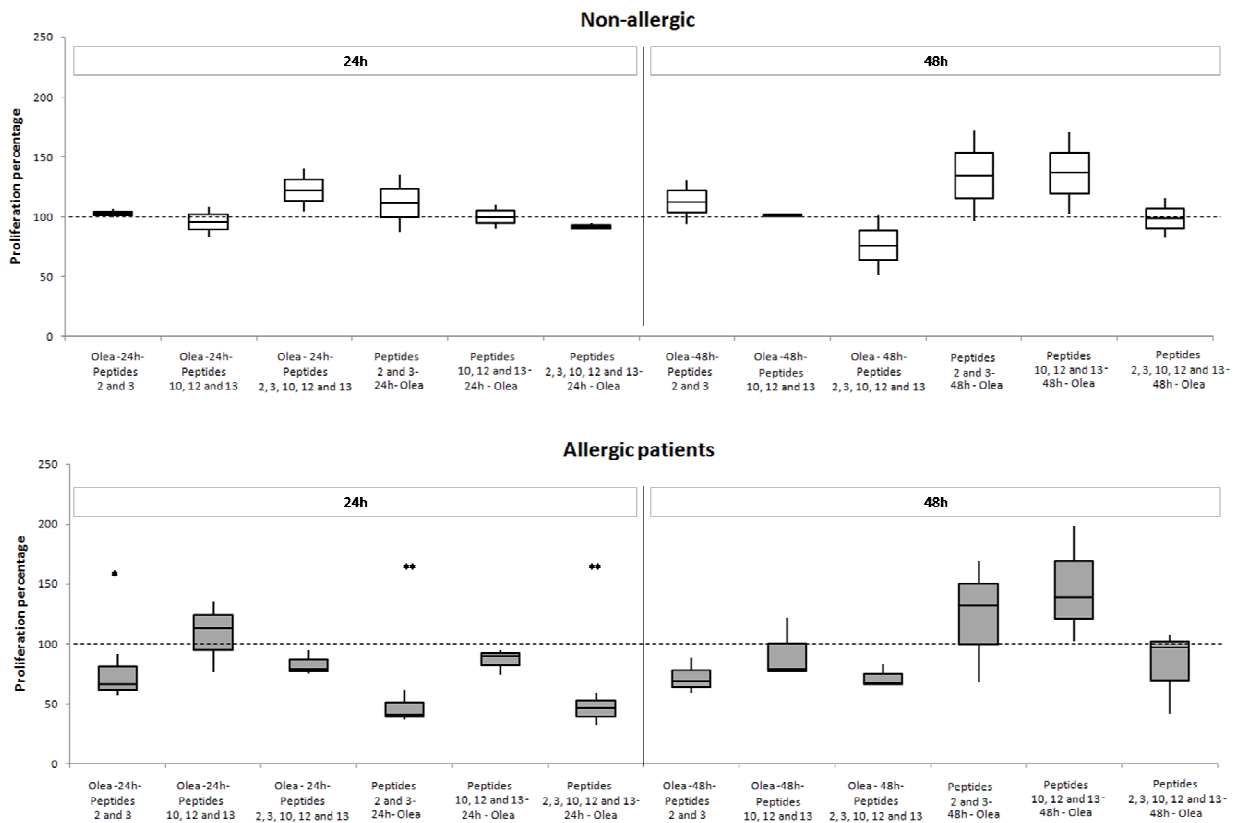 Non-allergic
250
24h
48h
200
150
100
50
0
Proliferation percentage
Olea -24h-
Peptides
2 and 3
Olea -24h-
Peptides
10, 12 and 13
Olea - 24h-
Peptides
2, 3, 10, 12 and 13
Peptides
2 and 3-
24h- Olea
Peptides
10, 12 and 13-
24h - Olea
Peptides
2, 3, 10, 12 and 13-
24h - Olea
Olea -48h-
Peptides
2 and 3
Olea -48h-
Peptides
10, 12 and 13
Olea - 48h-
Peptides
2, 3, 10, 12 and 13
Peptides
2 and 3-
48h - Olea
Peptides
10, 12 and 13-
48h - Olea
Peptides
2, 3, 10, 12 and 13-
48h - Olea
Allergic patients
250
24h
48h
200
150
100
50
0
Proliferation percentage
*
**
**
Olea -24h-
Peptides
2 and 3
Olea -24h-
Peptides
10, 12 and 13
Olea - 24h-
Peptides
2, 3, 10, 12 and 13
Peptides
2 and 3-
24h- Olea
Peptides
10, 12 and 13-
24h - Olea
Peptides
2, 3, 10, 12 and 13-
24h - Olea
Olea -48h-
Peptides
2 and 3
Olea -48h-
Peptides
10, 12 and 13
Olea - 48h-
Peptides
2, 3, 10, 12 and 13
Peptides
2 and 3-
48h - Olea
Peptides
10, 12 and 13-
48h - Olea
Peptides
2, 3, 10, 12 and 13-
48h - Olea